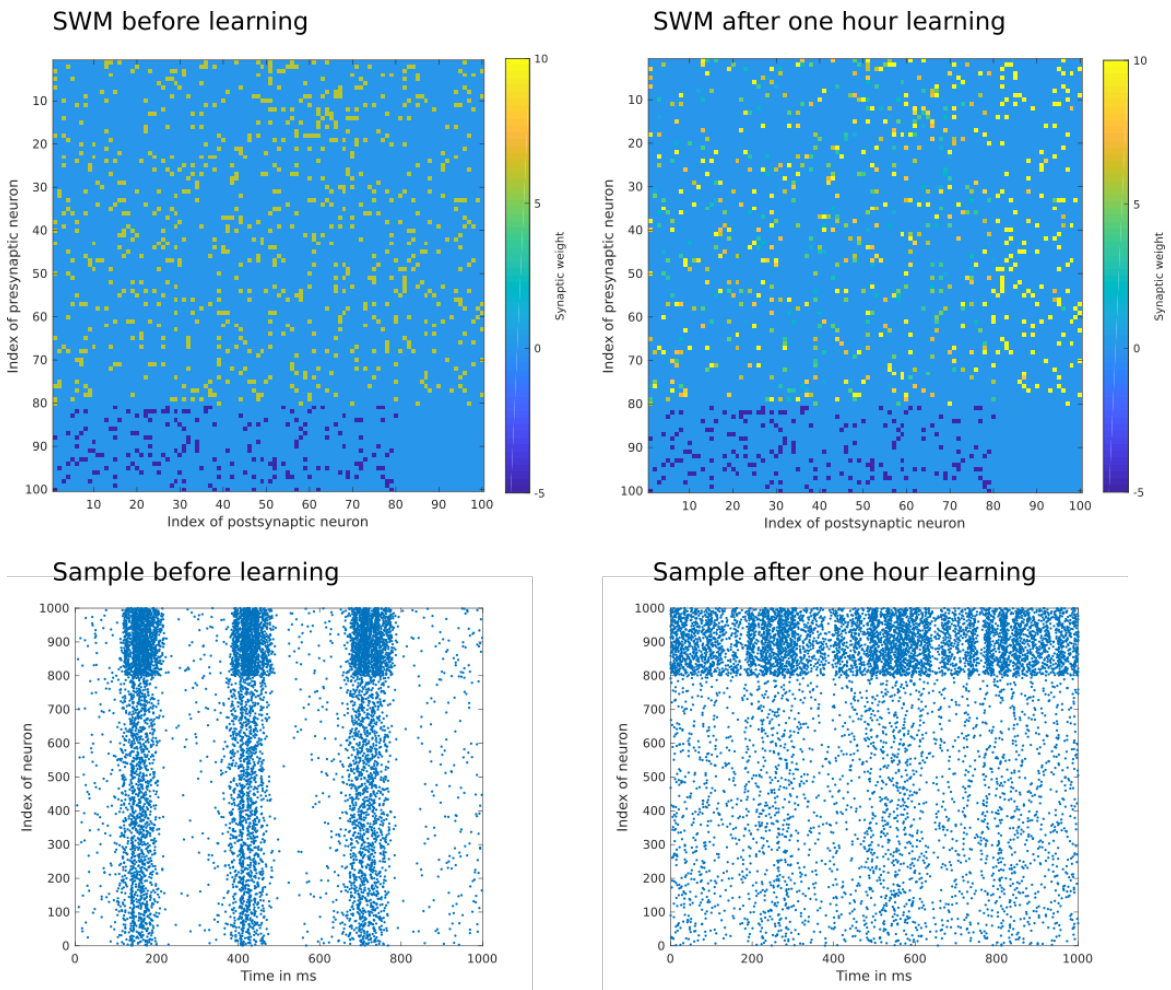 SWM before learning
SWM after one hour learning
Index of presynaptic neuron
10
20
30
40
50
60
70
80
90
100
10 20 30 40 50 60 70 80 90 100
Index of postsynaptic neuron
10
5
0
-5
Synaptic weight
Index of presynaptic neuron
10
20
30
40
50
60
70
80
90
100
10 20 30 40 50 60 70 80 90 100
Index of postsynaptic neuron
10
5
0
-5
Synaptic weight
Sample before learning
Sample after one hour learning
Index of neuron
1000
900
800
700
600
500
400
300
200
100
0
0 200 400 600 800 1000
Time in ms
Index of neuron
1000
900
800
700
600
500
400
300
200
100
0
0 200 400 600 800 1000
Time in ms